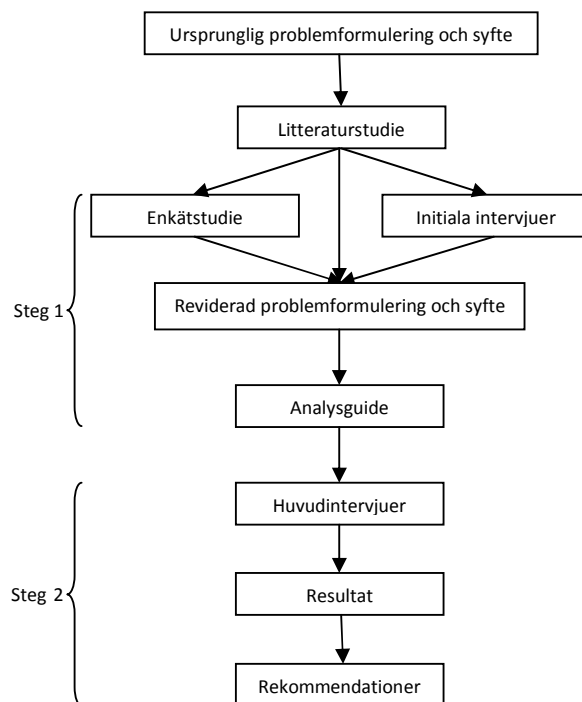 Ursprunglig problemformulering och syfte
Litteraturstudie
Enkätstudie
Initiala intervjuer
Steg 1
Reviderad problemformulering och syfte
Analysguide
Huvudintervjuer
Steg 2
Resultat
Rekommendationer